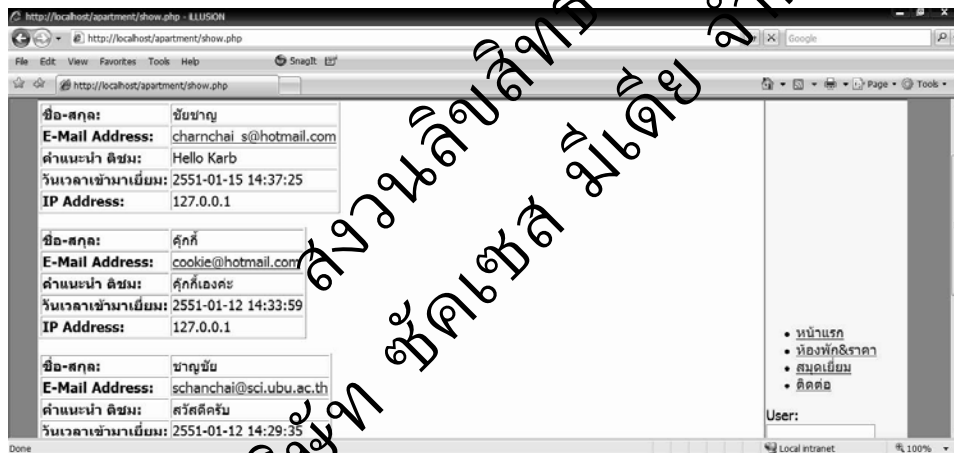 http://localhost/apartment/show.php - iLLUSiON
http://localhost/apartment/show.php
Google
File Edit View Favorites Tools Help SnagIt
http://localhost/apartment/show.php
Page Tools
ชื่อ-สกุล: ชัยชาญ
E-Mail Address: charnchai_s@hotmail.com
คำแนะนำ ติชม: Hello Karb
วันเวลาเข้ามาเยี่ยม: 2551-01-15 14:37:25
IP Address: 127.0.0.1
ชื่อ-สกุล: คุ๊กกี้
E-Mail Address: cookie@hotmail.com
คำแนะนำ ติชม: คุ๊กกี้เองค่ะ
วันเวลาเข้ามาเยี่ยม: 2551-01-12 14:33:59
IP Address: 127.0.0.1
ชื่อ-สกุล: ชาญชัย
E-Mail Address: schanchai@sci.ubu.ac.th
คำแนะนำ ติชม: สวัสดีครับ
วันเวลาเข้ามาเยี่ยม: 2551-01-12 14:29:35
หน้าแรก
ห้องพัก&ราคา
สมุดเยี่ยม
ติดต่อ
User:
Done
Local intranet
100%
สงวนลิขสิทธิ์
ซัคเซส มีเดีย